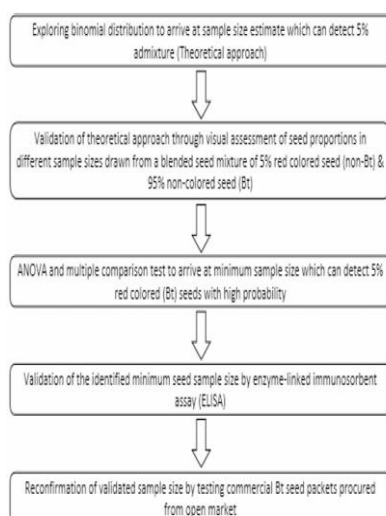 Exploring binomial distribution to arrive at sample size estimate which can detect 5%
admixture (Theoretical approach)
Validation of theoretical approach through visual assessment of seed proportions in
different sample sizes drawn from a blended seed mixture of 5% red colored seed (non-Bt) &
95% non-colored seed (Bt)
ANOVA and multiple comparison test to arrive at minimum sample size which can detect 5%
red colored (Bt) seeds with high probability
Validation of the identified minimum seed sample size by enzyme-linked immunosorbent
assay (ELISA)
Reconfirmation of validated sample size by testing commercial Bt seed packets procured
from open market